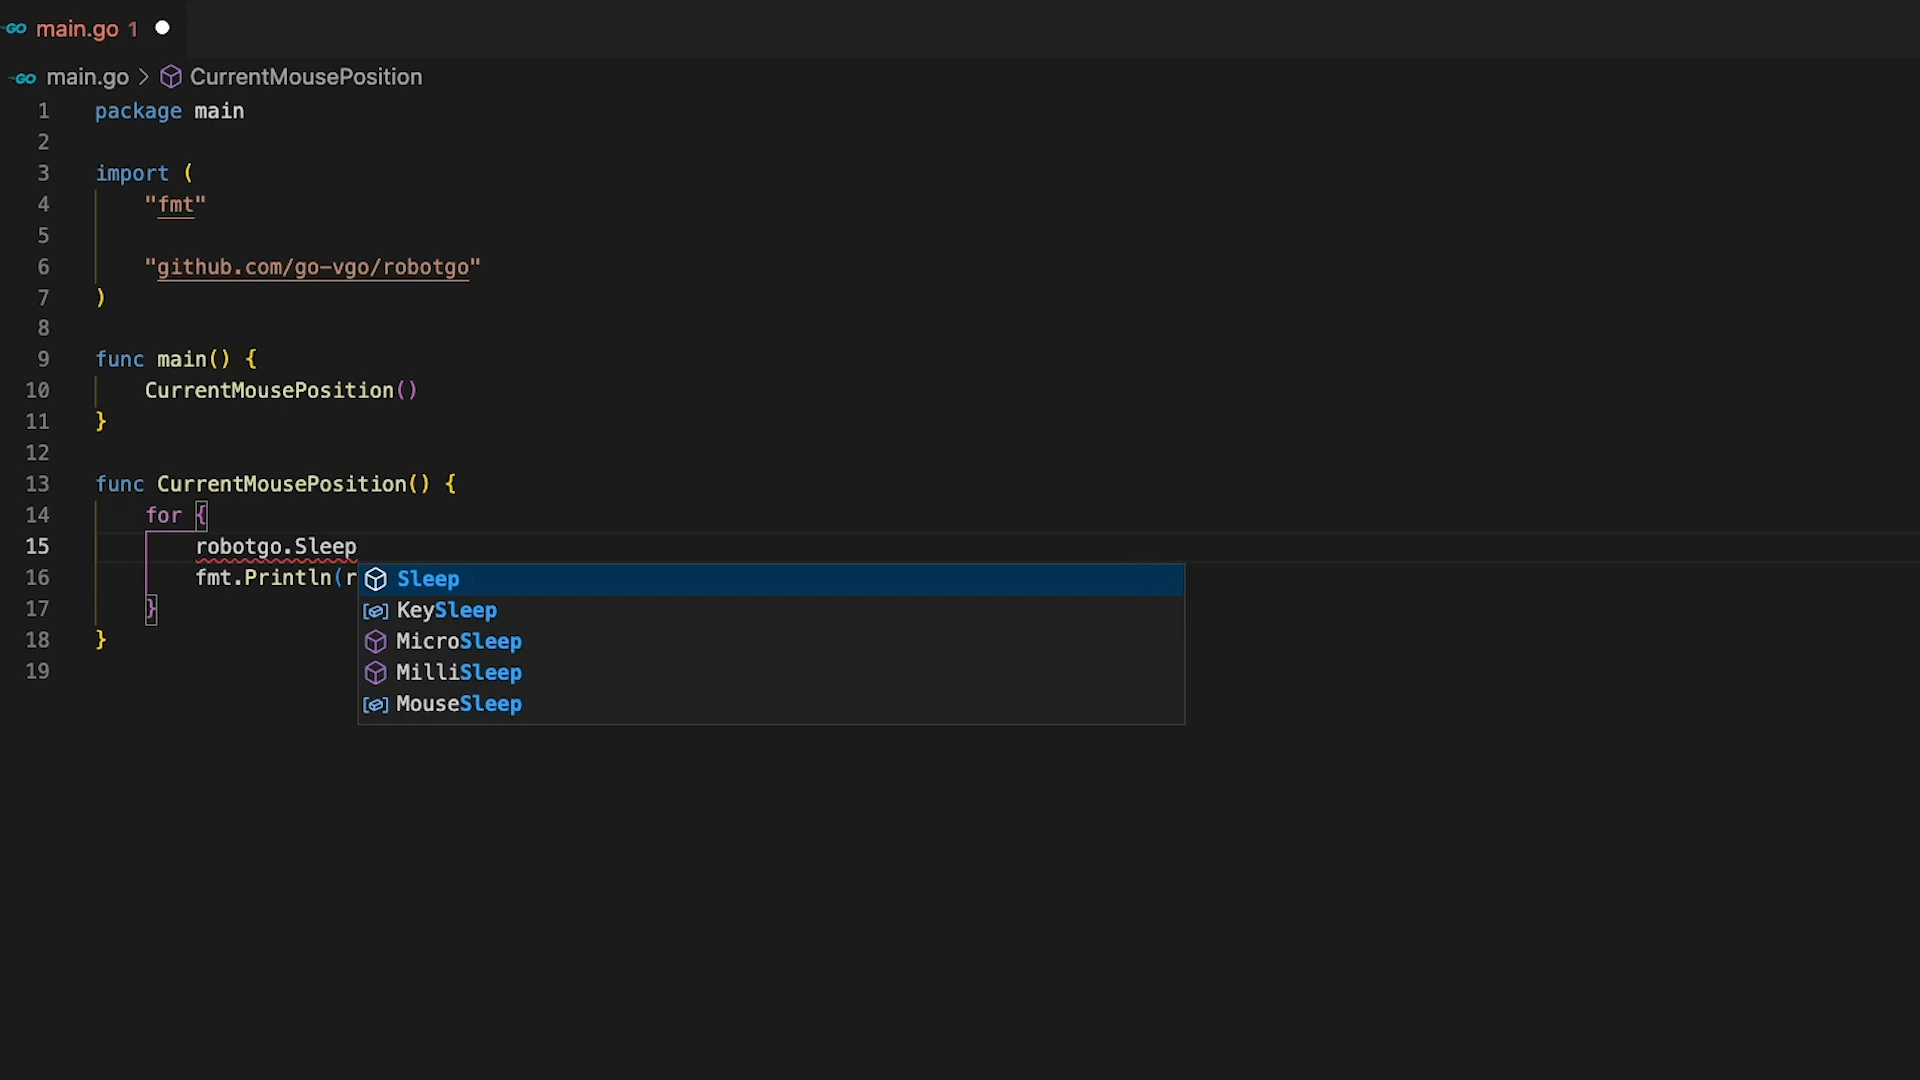 GO main.go 1
GO main.go > CurrentMousePosition
1 package main
2
3 import (
4 "fmt"
5
6 "github.com/go-vgo/robotgo"
7 )
8
9 func main() {
10 CurrentMousePosition()
11 }
12
13 func CurrentMousePosition() {
14 for {
15 robotgo.Sleep
16 fmt.Println(r
Sleep
17 }
KeySleep
18 }
MicroSleep
19
MilliSleep
MouseSleep